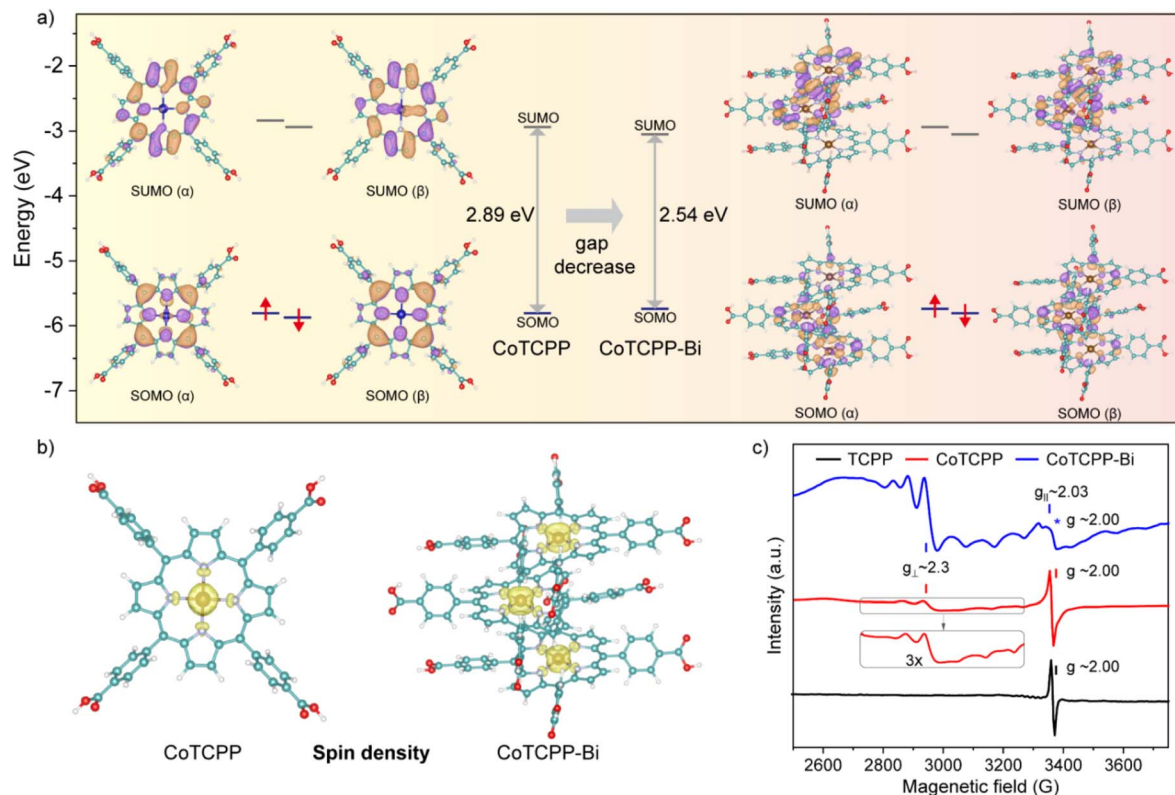 a)
Energy (eV)
-2
-3
-4
-5
-6
-7
SUMO (α)
SUMO (β)
SOMO (α)
SOMO (β)
SUMO
2.89 eV
SOMO
CoTCPP
gap
decrease
SUMO
2.54 eV
SOMO
CoTCPP-Bi
SUMO (α)
SUMO (β)
SOMO (α)
SOMO (β)
b)
CoTCPP
Spin density
CoTCPP-Bi
c)
TCPP CoTCPP CoTCPP-Bi
g||~2.03
* g ~2.00
g⊥~2.3
g ~2.00
3x
g ~2.00
Intensity (a.u.)
2600 2800 3000 3200 3400 3600
Magenetic field (G)